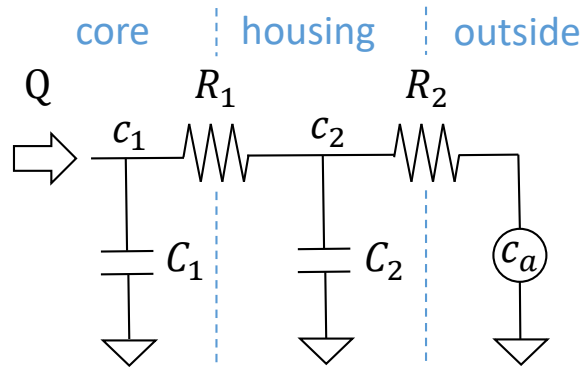 core housing outside
Q R₁ R₂
c₁ c₂
C₁ C₂ cₐ